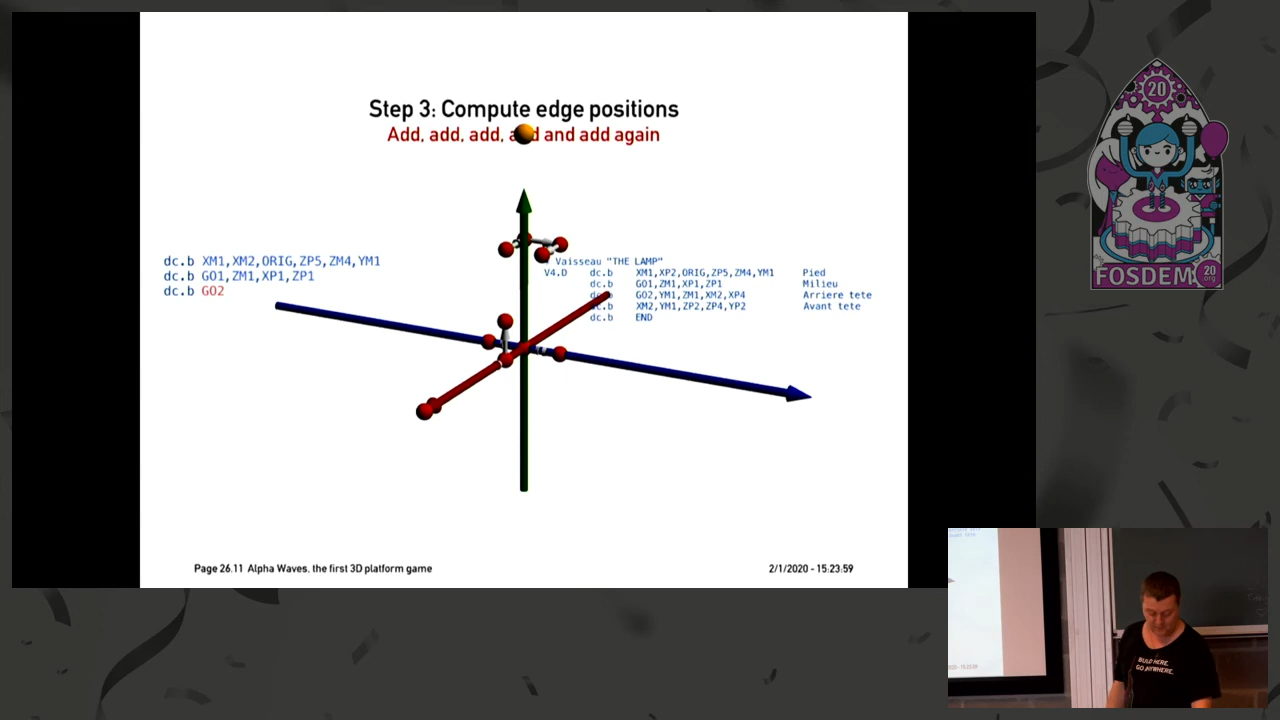 Step 3: Compute edge positions
Add, add, add, add and add again
dc.b XM1,XM2,ORIG,ZP5,ZM4,YM1
dc.b GO1,ZM1,XP1,ZP1
dc.b GO2
Vaisseau "THE LAMP"
V4.D dc.b XM1,XP2,ORIG,ZP5,ZM4,YM1 Pied
dc.b GO1,ZM1,XP1,ZP1 Milieu
dc.b GO2,YM1,ZM1,XM2,XP4 Arriere tete
dc.b XM2,YM1,ZP2,ZP4,YP2 Avant tete
dc.b END
Page 26.11 Alpha Waves, the first 3D platform game
2/1/2020 - 15:23:59
20
FOSDEM 20
.org
BUILD HERE.
GO ANYWHERE.